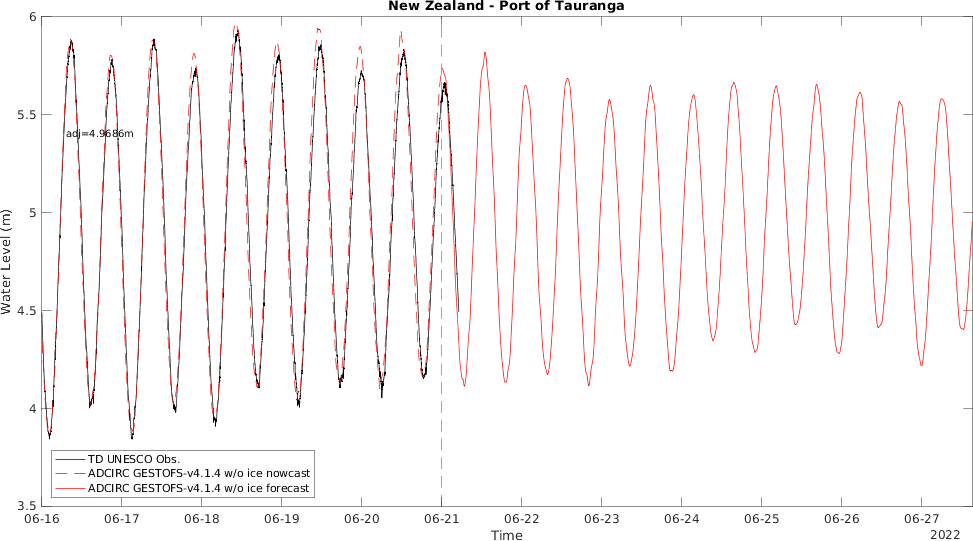 New Zealand - Port of Tauranga
6
5.5
5
4.5
4
3.5
Water Level (m)
adj=4.9686m
TD UNESCO Obs.
ADCIRC GESTOFS-v4.1.4 w/o ice nowcast
ADCIRC GESTOFS-v4.1.4 w/o ice forecast
06-16 06-17 06-18 06-19 06-20 06-21 06-22 06-23 06-24 06-25 06-26 06-27
2022
Time